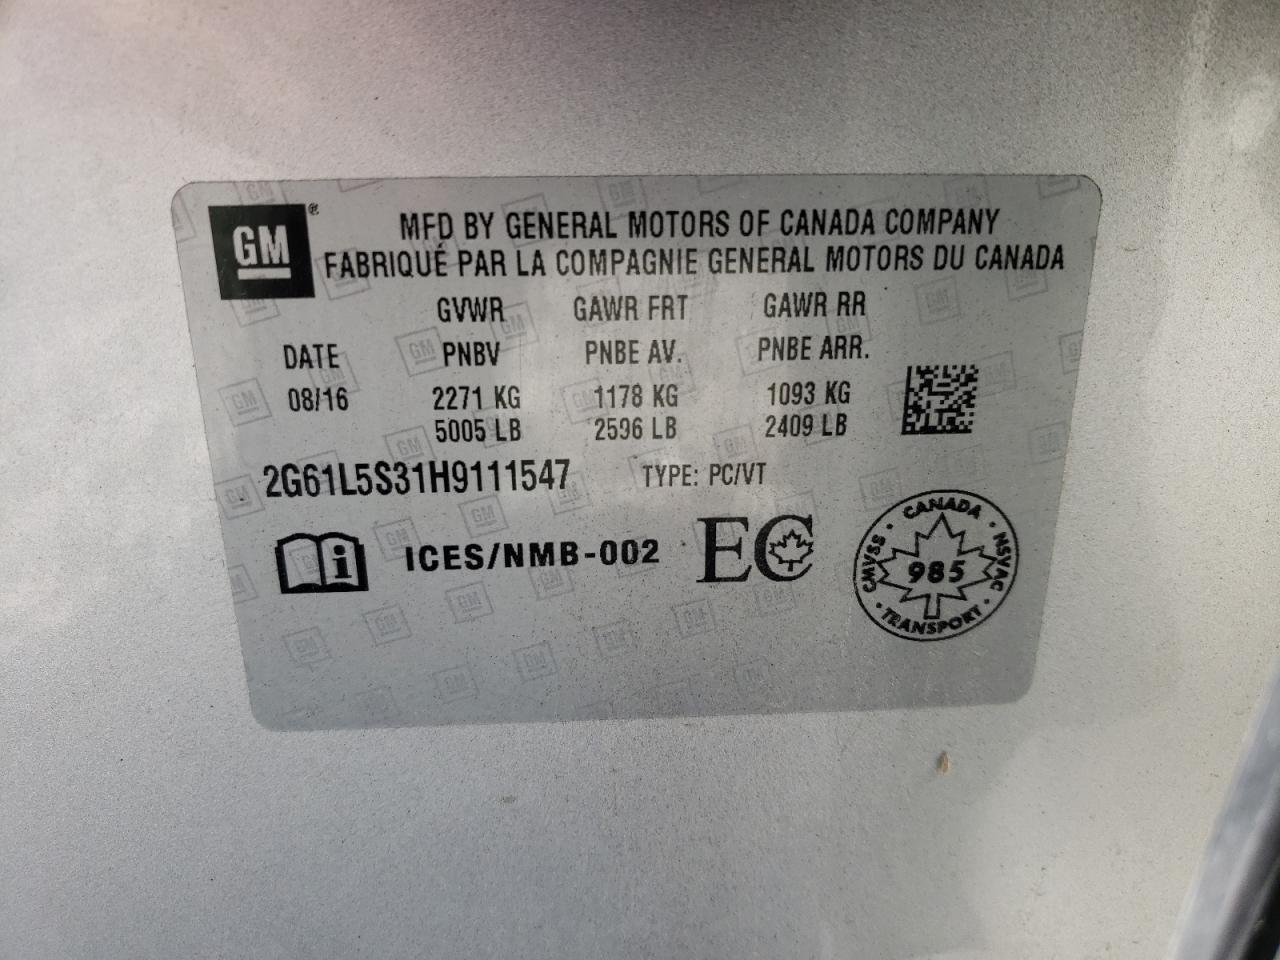 GM®
MFD BY GENERAL MOTORS OF CANADA COMPANY
FABRIQUÉ PAR LA COMPAGNIE GENERAL MOTORS DU CANADA
GVWR GAWR FRT GAWR RR
DATE PNBV PNBE AV. PNBE ARR.
08/16 2271 KG 1178 KG 1093 KG
5005 LB 2596 LB 2409 LB
2G61L5S31H9111547 TYPE: PC/VT
i ICES/NMB-002 EC
CANADA
CMVSS 985 NSVAC
TRANSPORT